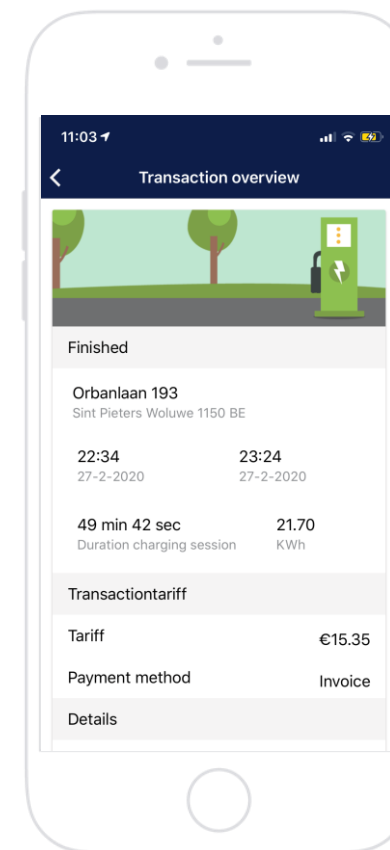 11:03
Transaction overview
Finished
Orbanlaan 193
Sint Pieters Woluwe 1150 BE
22:34 23:24
27-2-2020 27-2-2020
49 min 42 sec 21.70
Duration charging session KWh
Transactiontariff
Tariff €15.35
Payment method Invoice
Details